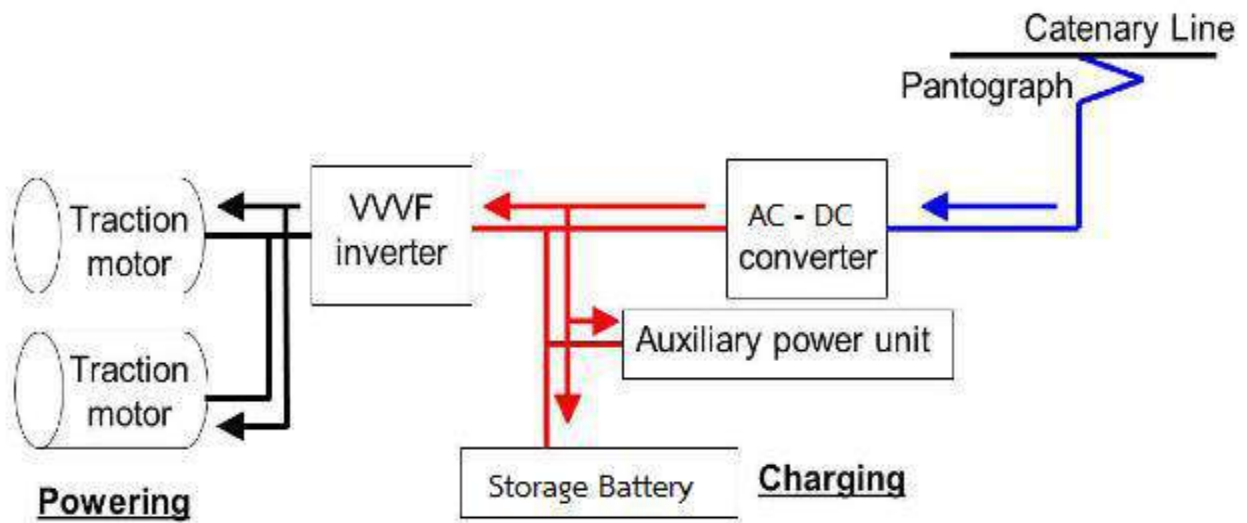 Catenary Line
Pantograph
Traction
motor
VVVF
inverter
AC - DC
converter
Auxiliary power unit
Traction
motor
Storage Battery
Charging
Powering